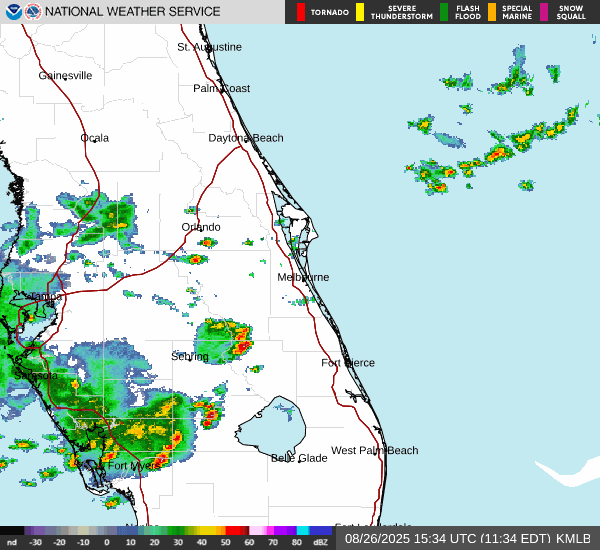 NATIONAL WEATHER SERVICE
TORNADO
SEVERE THUNDERSTORM
FLASH FLOOD
SPECIAL MARINE
SNOW SQUALL
St. Augustine
Gainesville
Palm Coast
Ocala
Daytona Beach
Orlando
Melbourne
Tampa
Sebring
Fort Pierce
Sarasota
West Palm Beach
Belle Glade
Fort Myers
Fort Lauderdale
nd -30 -20 -10 0 10 20 30 40 50 60 70 80 dBZ
08/26/2025 15:34 UTC (11:34 EDT) KMLB